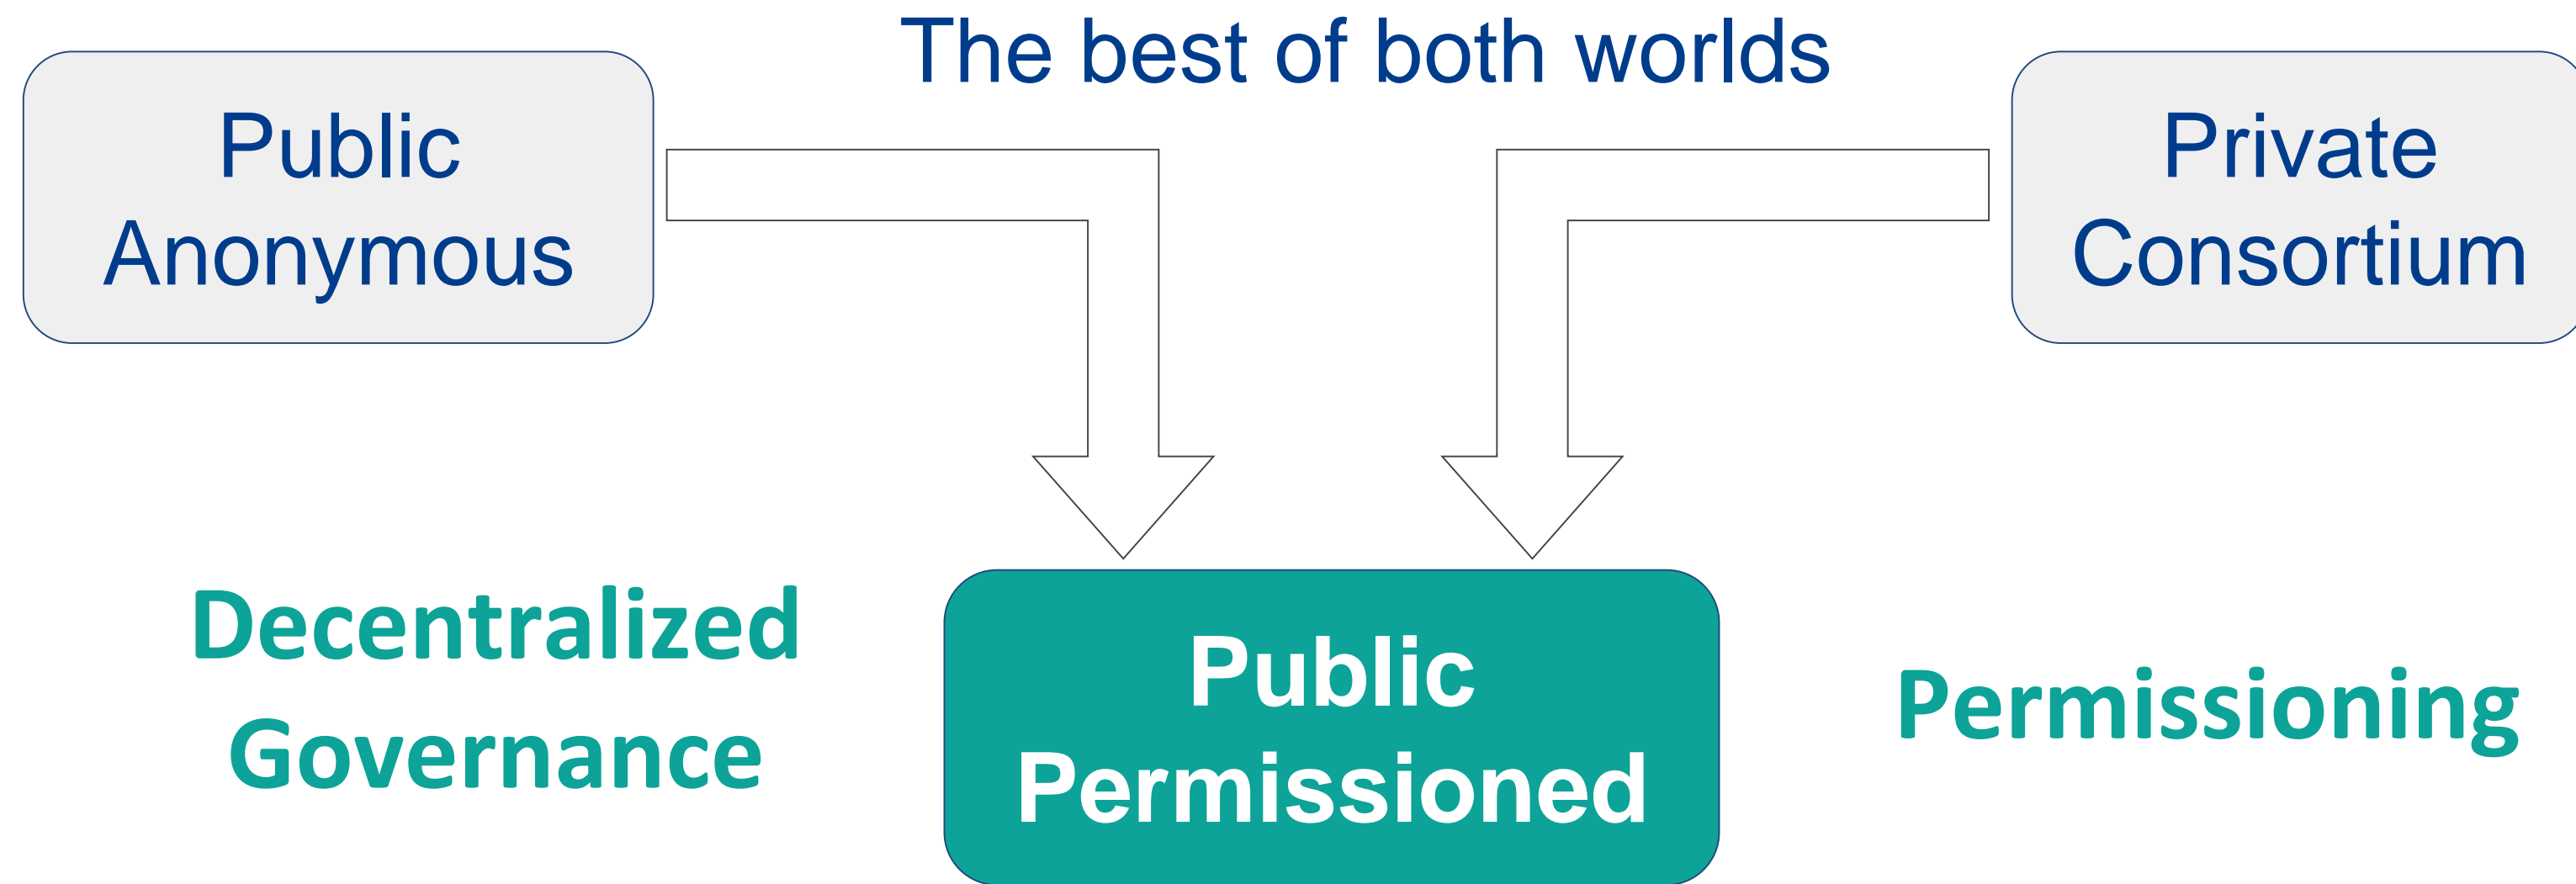 The best of both worlds
Public
Anonymous
Private
Consortium
Decentralized
Governance
Public
Permissioned
Permissioning